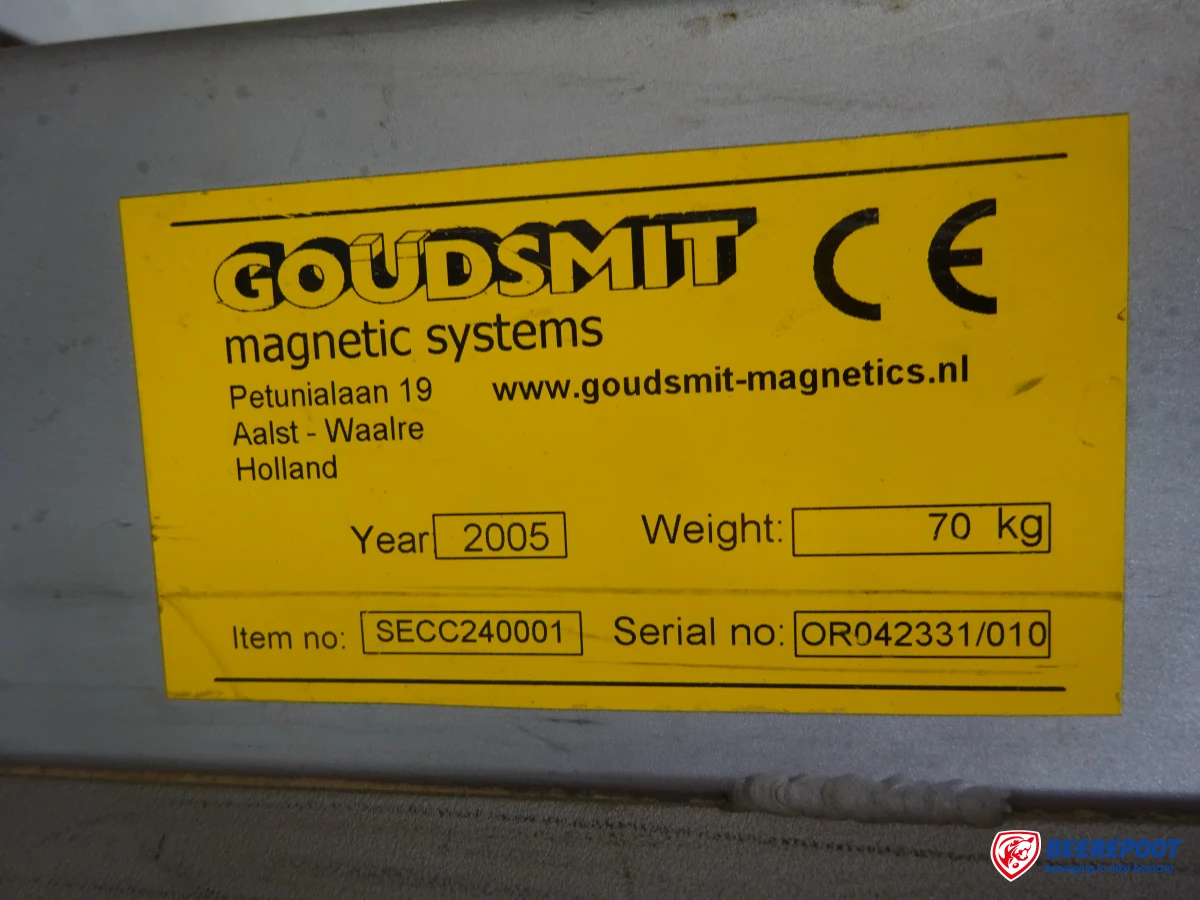 GOUDSMIT CE
magnetic systems
Petunialaan 19 www.goudsmit-magnetics.nl
Aalst - Waalre
Holland
Year 2005 Weight: 70 kg
Item no: SECC240001 Serial no: OR042331/010
BEEREPOOT